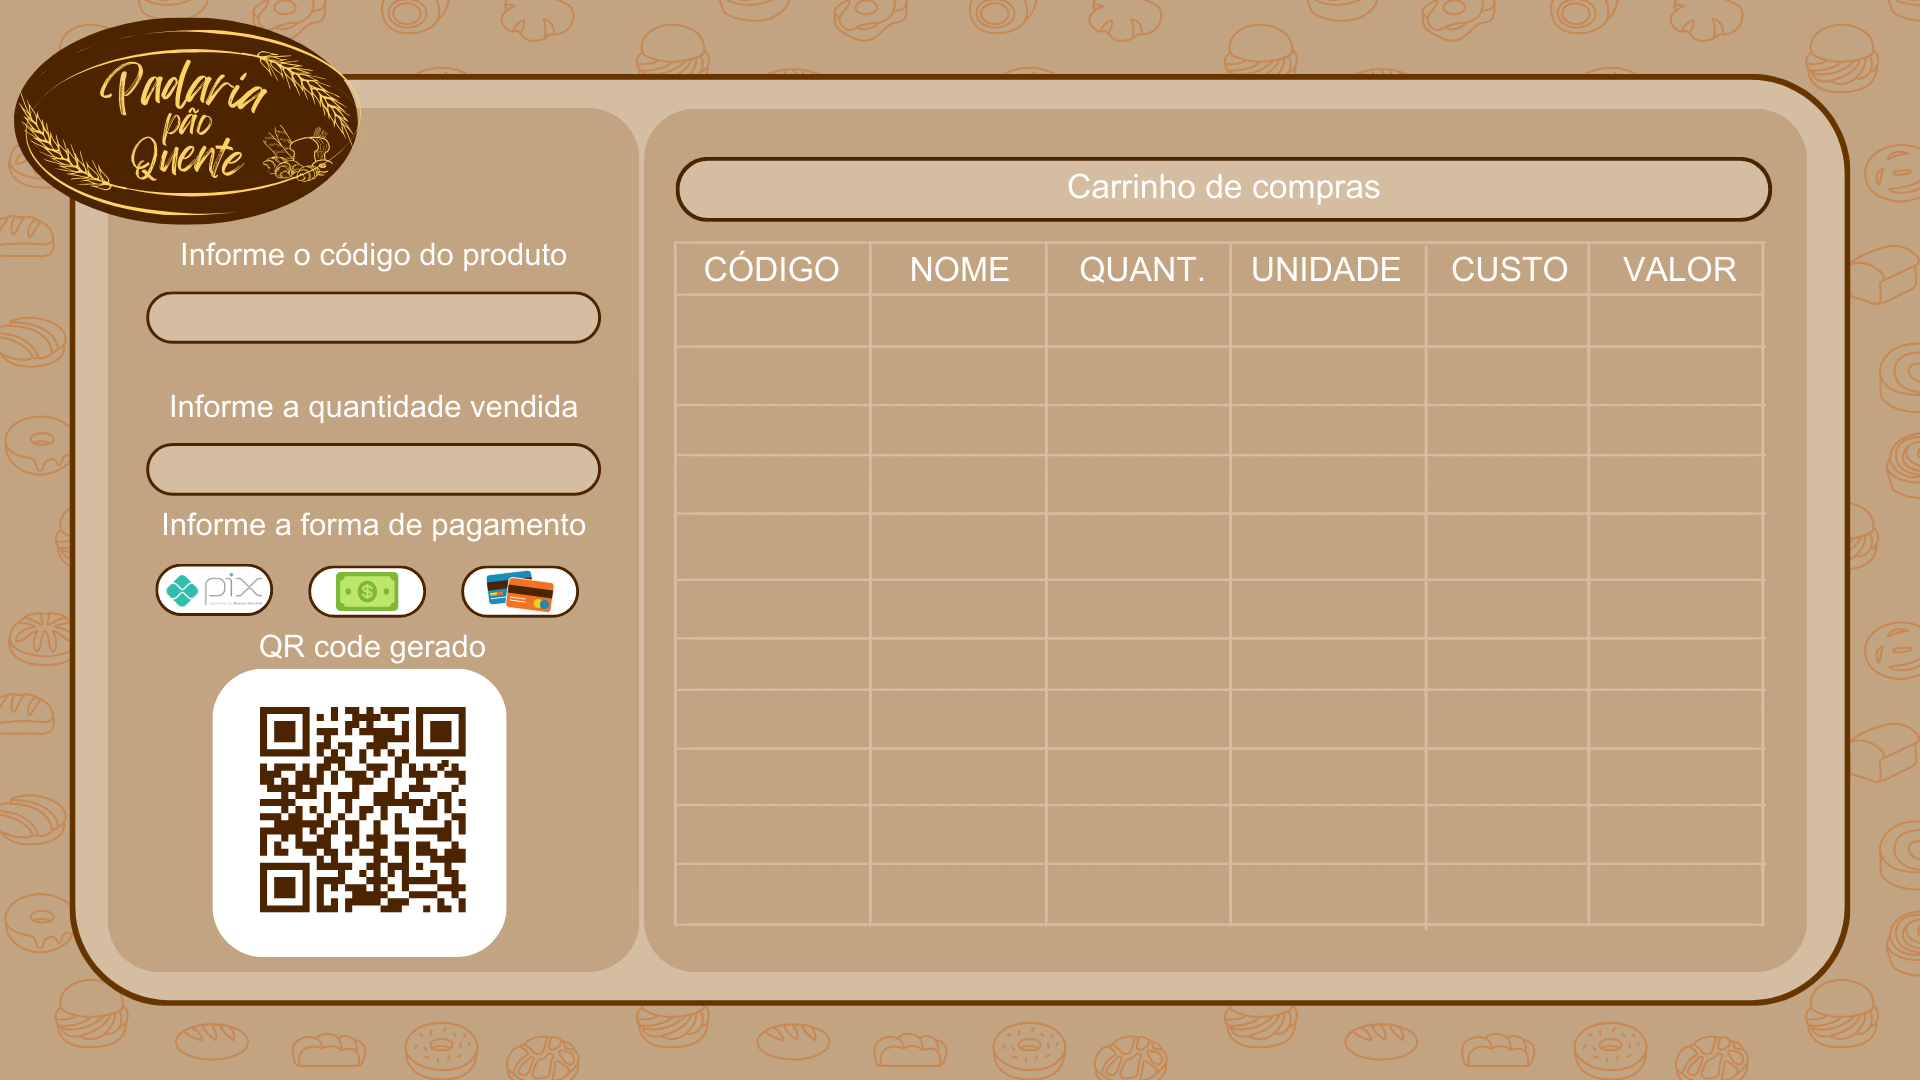 Padaria
pão
Quente
Informe o código do produto
Informe a quantidade vendida
Informe a forma de pagamento
pix
QR code gerado
Carrinho de compras
CÓDIGO NOME QUANT. UNIDADE CUSTO VALOR